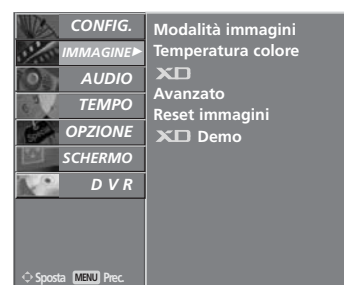 CONFIG.
IMMAGINE
AUDIO
TEMPO
OPZIONE
SCHERMO
D V R
Modalità immagini
Temperatura colore
XD
Avanzato
Reset immagini
XD Demo
Sposta MENU Prec.